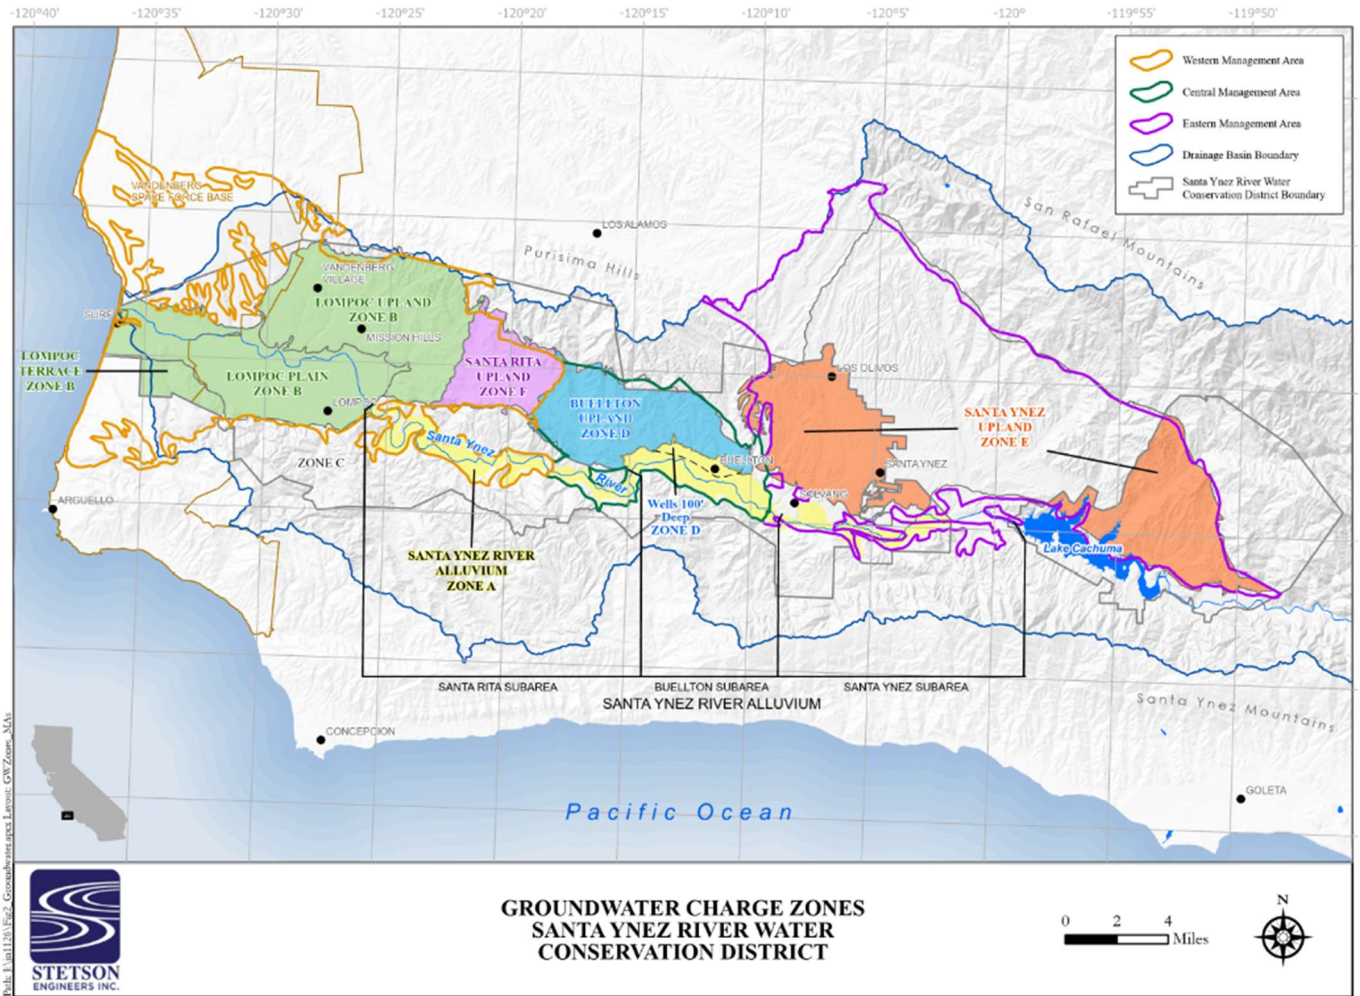 -120°40' -120°35' -120°30' -120°25' -120°20' -120°15' -120°10' -120°5' -120° -119°55' -119°50'
Western Management Area
Central Management Area
Eastern Management Area
Drainage Basin Boundary
Santa Ynez River Water
Conservation District Boundary
VANDENBERG
SPACE FORCE BASE
LOS ALAMOS
Purisima Hills
San Rafael Mountains
VANDENBERG
VILLAGE
LOMPOC UPLAND
ZONE B
SURF
MISSION HILLS
LOMPOC
TERRACE
ZONE B
LOMPOC PLAIN
ZONE B
LOMPOC
SANTA RITA
UPLAND
ZONE F
BUELLTON
UPLAND
ZONE D
LOS OLIVOS
SANTA YNEZ
UPLAND
ZONE E
Santa Ynez
River
ZONE C
BUELLTON
SANTA YNEZ
SOLVANG
ARGUELLO
Wells 100'
Deep
ZONE D
Lake Cachuma
SANTA YNEZ RIVER
ALLUVIUM
ZONE A
SANTA RITA SUBAREA
BUELLTON SUBAREA
SANTA YNEZ SUBAREA
SANTA YNEZ RIVER ALLUVIUM
Santa Ynez Mountains
CONCEPCION
GOLETA
Pacific Ocean
STETSON
ENGINEERS INC.
GROUNDWATER CHARGE ZONES
SANTA YNEZ RIVER WATER
CONSERVATION DISTRICT
0 2 4
Miles
N